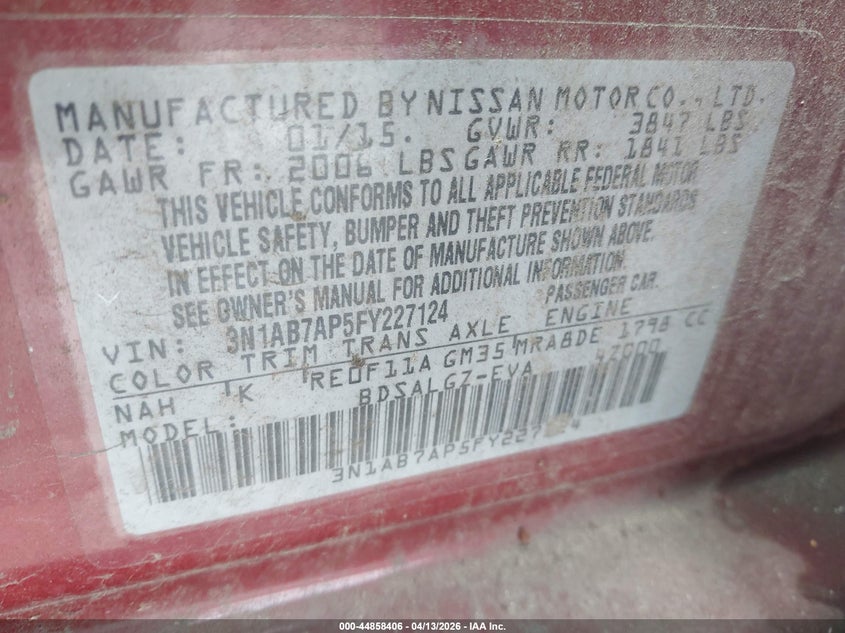 MANUFACTURED BY NISSAN MOTOR CO., LTD.
DATE: 01/15. GVWR: 3847 LBS
GAWR FR: 2006 LBS GAWR RR: 1841 LBS
THIS VEHICLE CONFORMS TO ALL APPLICABLE FEDERAL MOTOR
VEHICLE SAFETY, BUMPER AND THEFT PREVENTION STANDARDS
IN EFFECT ON THE DATE OF MANUFACTURE SHOWN ABOVE.
SEE OWNER'S MANUAL FOR ADDITIONAL INFORMATION.
VIN: 3N1AB7AP5FY227124 PASSENGER CAR.
COLOR TRIM TRANS AXLE ENGINE
NAH K RE0F11A GM35 MRA8DE 1798 CC
MODEL: BDSALG7-EVA 47000
3N1AB7AP5FY227124
000-44858406 | 04/13/2026 - IAA Inc.